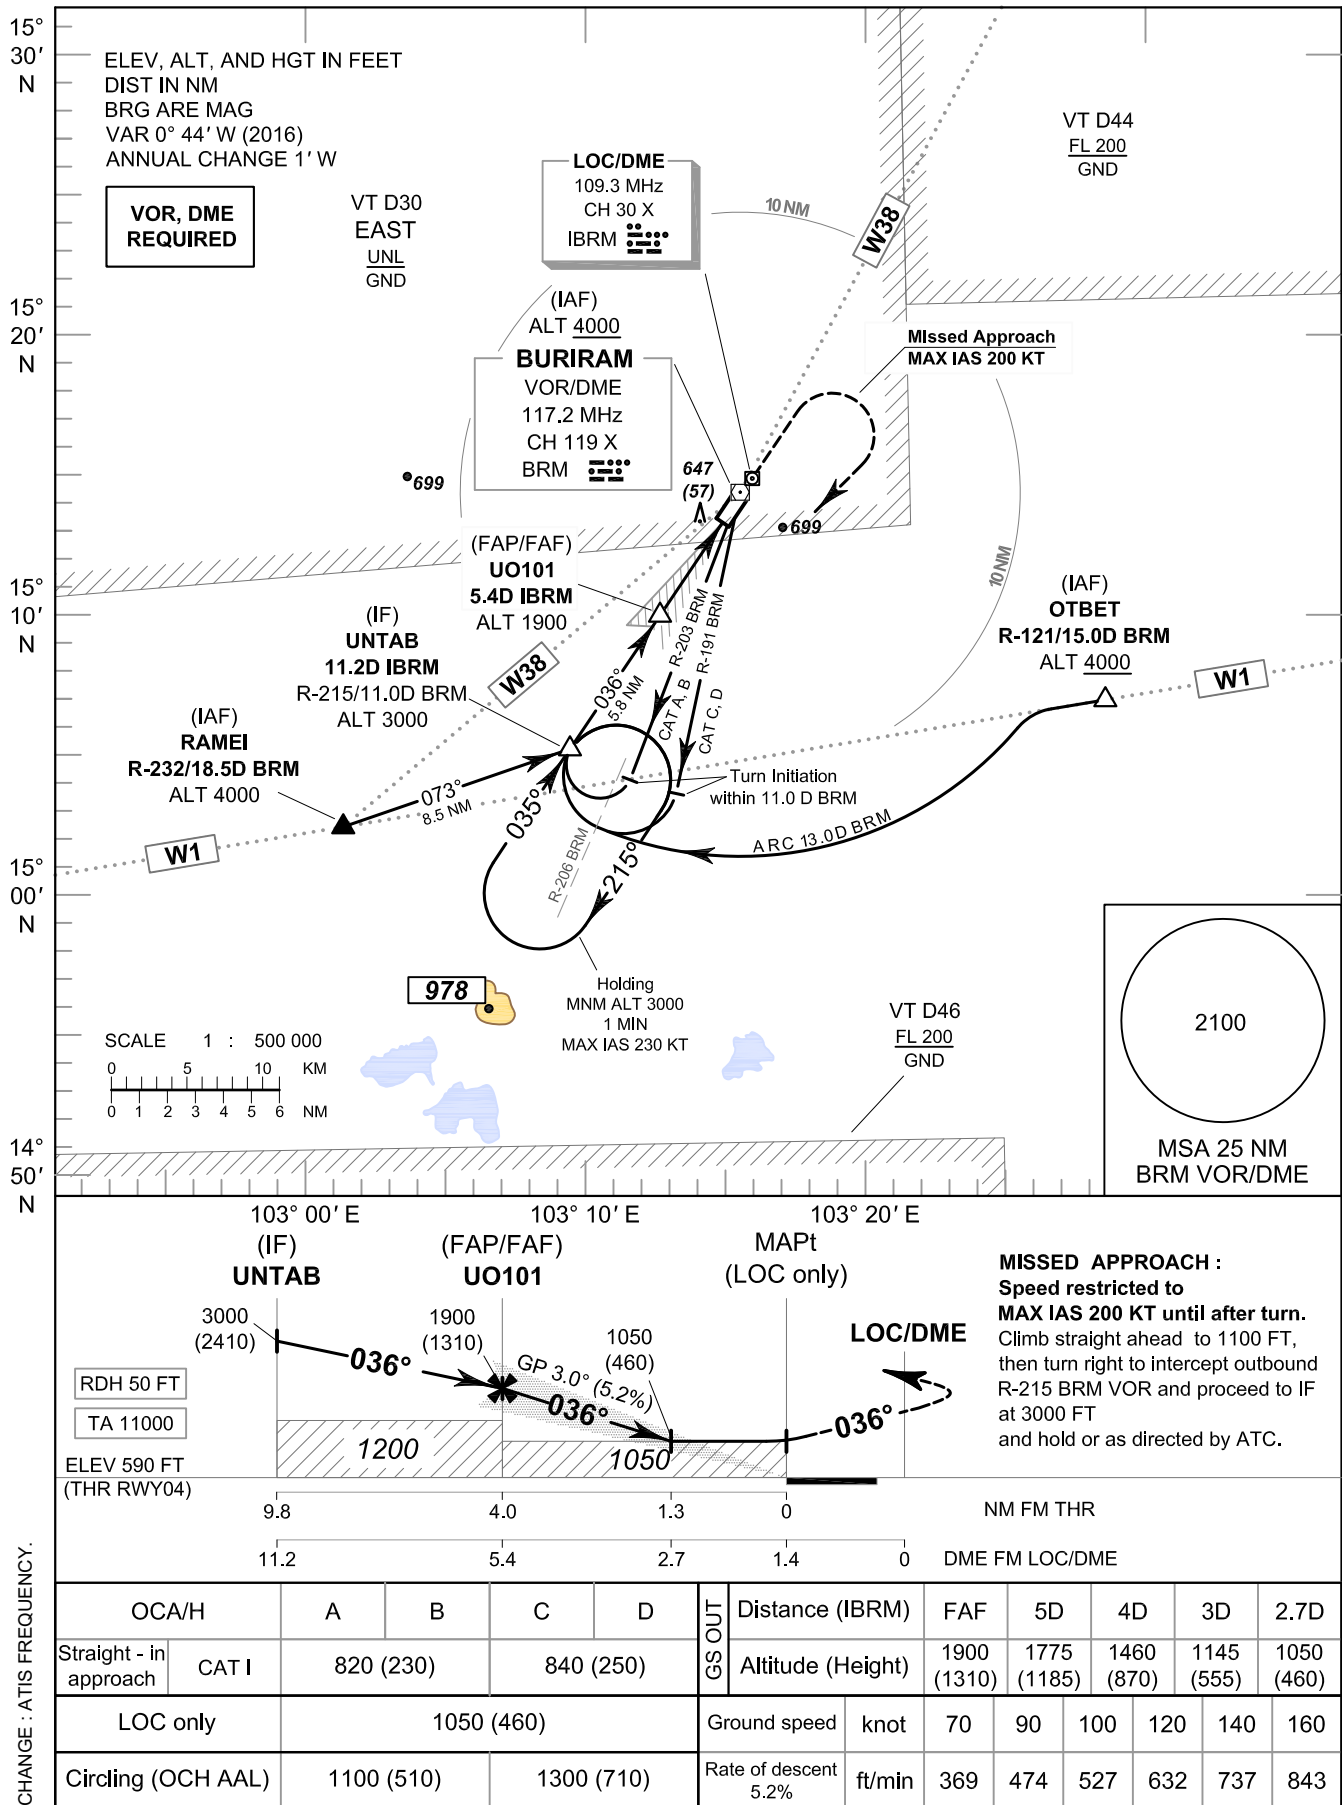 15°
30′
N
ELEV, ALT, AND HGT IN FEET
DIST IN NM
BRG ARE MAG
VAR 0° 44′ W (2016)
ANNUAL CHANGE 1′ W
VOR, DME
REQUIRED
VT D30
EAST
UNL
GND
LOC/DME
109.3 MHz
CH 30 X
IBRM
10 NM
W38
VT D44
FL 200
GND
15°
20′
N
(IAF)
ALT 4000
BURIRAM
VOR/DME
117.2 MHz
CH 119 X
BRM
MIssed Approach
MAX IAS 200 KT
699
647
(57)
699
10 NM
15°
10′
N
(FAP/FAF)
UO101
5.4D IBRM
ALT 1900
(IF)
UNTAB
11.2D IBRM
R-215/11.0D BRM
ALT 3000
W38
036°
5.8 NM
R-203 BRM
CAT A, B
R-191 BRM
CAT C, D
(IAF)
OTBET
R-121/15.0D BRM
ALT 4000
W1
(IAF)
RAMEI
R-232/18.5D BRM
ALT 4000
073°
8.5 NM
Turn Initiation
within 11.0 D BRM
W1
035°
R-206 BRM
215°
ARC 13.0D BRM
15°
00′
N
978
Holding
MNM ALT 3000
1 MIN
MAX IAS 230 KT
VT D46
FL 200
GND
2100
MSA 25 NM
BRM VOR/DME
SCALE 1 : 500 000
0 5 10 KM
0 1 2 3 4 5 6 NM
14°
50′
N
103° 00′ E
103° 10′ E
103° 20′ E
(IF)
UNTAB
(FAP/FAF)
UO101
MAPt
(LOC only)
3000
(2410)
1900
(1310)
1050
(460)
LOC/DME
036°
GP 3.0° (5.2%)
036°
036°
RDH 50 FT
TA 11000
1200
1050
ELEV 590 FT
(THR RWY04)
MISSED APPROACH :
Speed restricted to
MAX IAS 200 KT until after turn.
Climb straight ahead to 1100 FT,
then turn right to intercept outbound
R-215 BRM VOR and proceed to IF
at 3000 FT
and hold or as directed by ATC.
9.8 4.0 1.3 0 NM FM THR
11.2 5.4 2.7 1.4 0 DME FM LOC/DME
CHANGE : ATIS FREQUENCY.
OCA/H A B C D
Straight - in
approach
CAT I 820 (230) 840 (250)
LOC only 1050 (460)
Circling (OCH AAL) 1100 (510) 1300 (710)
GS OUT
Distance (IBRM) FAF 5D 4D 3D 2.7D
Altitude (Height)
1900 1775 1460 1145 1050
(1310) (1185) (870) (555) (460)
Ground speed knot 70 90 100 120 140 160
Rate of descent
5.2%
ft/min 369 474 527 632 737 843